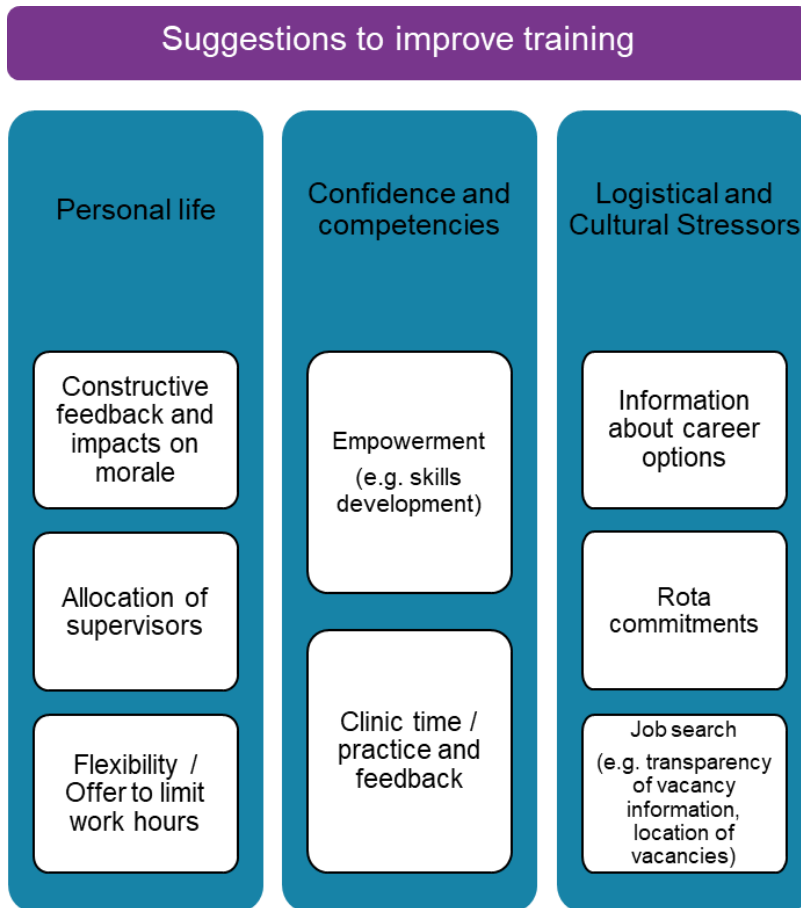 Suggestions to improve training
Personal life
Constructive
feedback and
impacts on
morale
Allocation of
supervisors
Flexibility /
Offer to limit
work hours
Confidence and
competencies
Empowerment
(e.g. skills
development)
Clinic time /
practice and
feedback
Logistical and
Cultural Stressors
Information
about career
options
Rota
commitments
Job search
(e.g. transparency
of vacancy
information,
location of
vacancies)